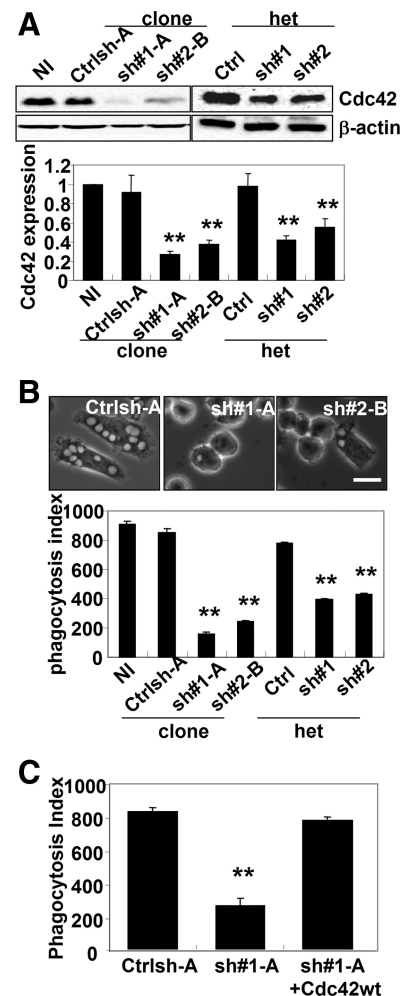 A
clone
het
NI
Ctrlsh-A
sh#1-A
sh#2-B
Ctrl
sh#1
sh#2
Cdc42
β-actin
Cdc42 expression
1.2
1
0.8
0.6
0.4
0.2
0
**
**
**
**
NI
Ctrlsh-A
sh#1-A
sh#2-B
Ctrl
sh#1
sh#2
clone
het
B
Ctrlsh-A
sh#1-A
sh#2-B
phagocytosis index
1000
800
600
400
200
0
**
**
**
**
NI
Ctrlsh-A
sh#1-A
sh#2-B
Ctrl
sh#1
sh#2
clone
het
C
Phagocytosis Index
1000
800
600
400
200
0
**
Ctrlsh-A
sh#1-A
sh#1-A
+Cdc42wt